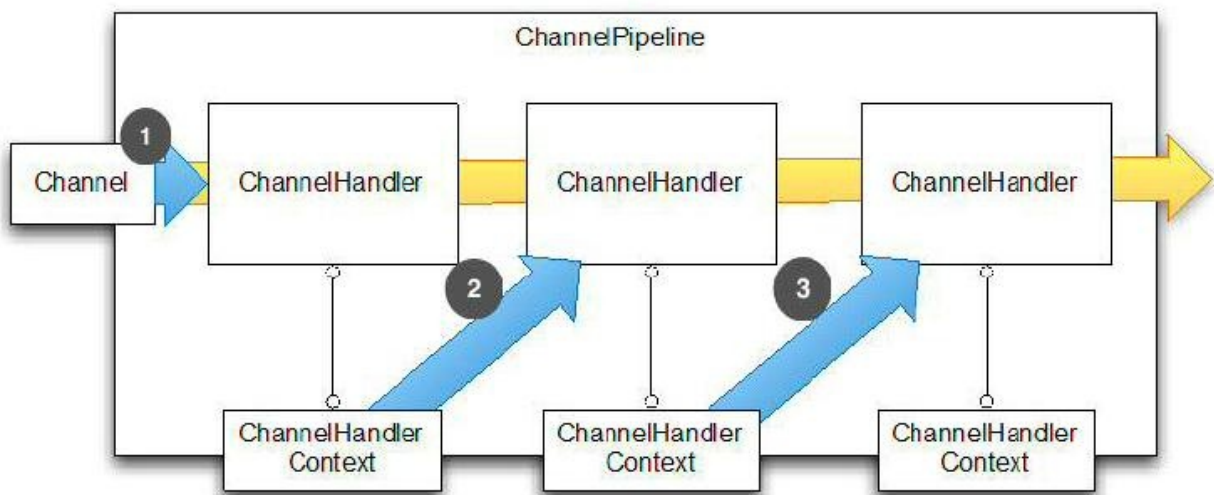 ChannelPipeline
1
Channel
ChannelHandler
ChannelHandler
ChannelHandler
2
3
ChannelHandler
Context
ChannelHandler
Context
ChannelHandler
Context